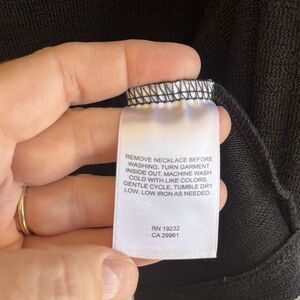 REMOVE NECKLACE BEFORE
WASHING, TURN GARMENT
INSIDE OUT. MACHINE WASH
COLD WITH LIKE COLORS.
GENTLE CYCLE, TUMBLE DRY
LOW, LOW IRON AS NEEDED.
RN 19232
CA 29961